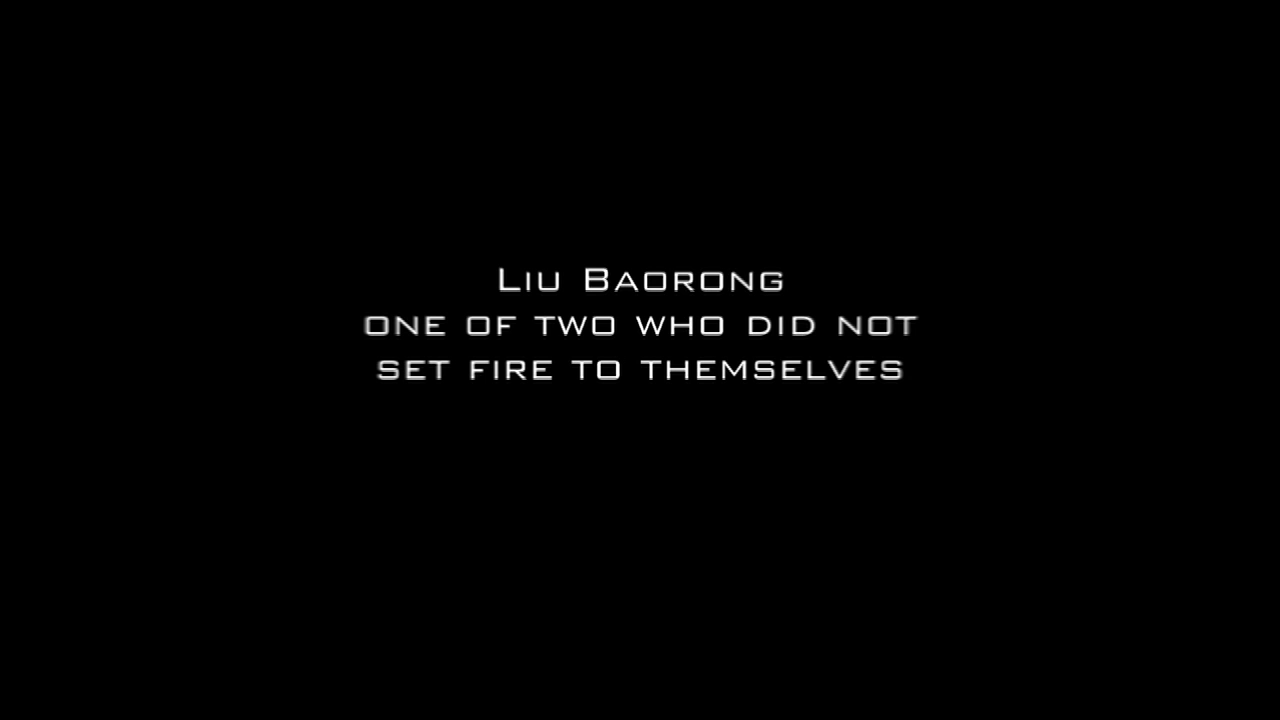 Liu Baorong
one of two who did not
set fire to themselves